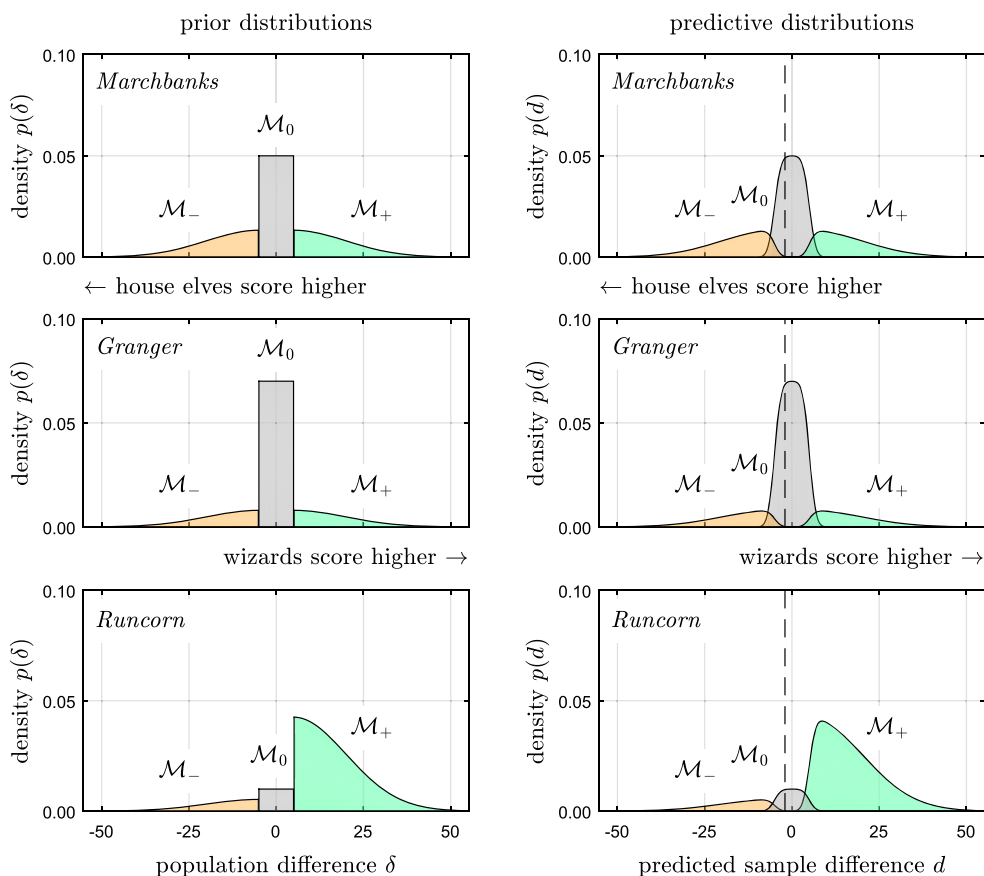 prior distributions
predictive distributions
density p(δ)
0.10
0.05
0.00
Marchbanks
ℳ₀
ℳ₋
ℳ₊
← house elves score higher
density p(d)
0.10
0.05
0.00
Marchbanks
ℳ₀
ℳ₋
ℳ₊
← house elves score higher
density p(δ)
0.10
0.05
0.00
Granger
ℳ₀
ℳ₋
ℳ₊
wizards score higher →
density p(d)
0.10
0.05
0.00
Granger
ℳ₀
ℳ₋
ℳ₊
wizards score higher →
density p(δ)
0.10
0.05
0.00
Runcorn
ℳ₊
ℳ₀
ℳ₋
-50 -25 0 25 50
population difference δ
density p(d)
0.10
0.05
0.00
Runcorn
ℳ₊
ℳ₀
ℳ₋
-50 -25 0 25 50
predicted sample difference d